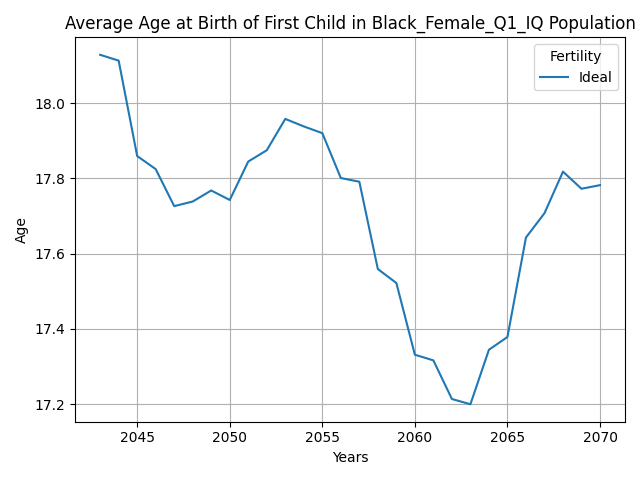 Average Age at Birth of First Child in Black_Female_Q1_IQ Population
Fertility
Ideal
Age
18.0
17.8
17.6
17.4
17.2
2045 2050 2055 2060 2065 2070
Years